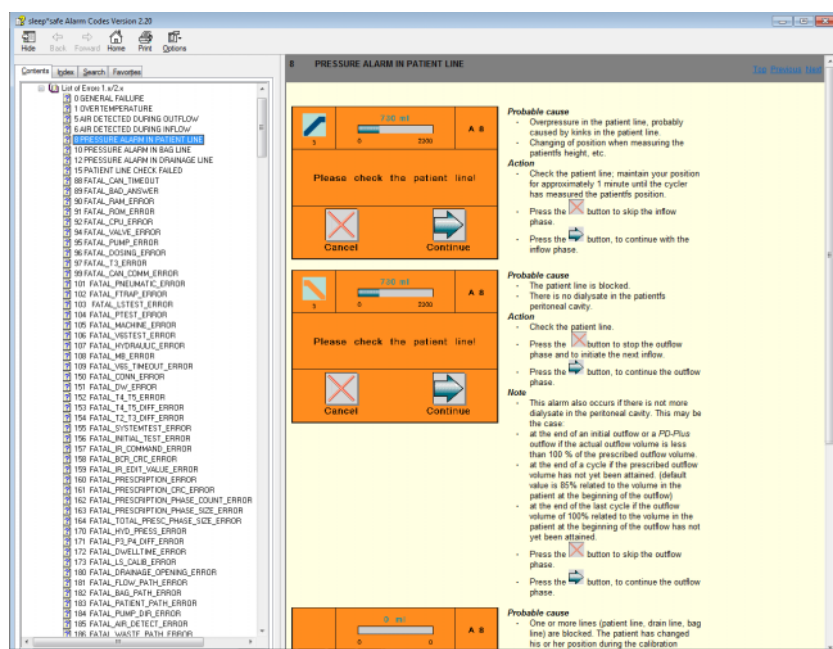 sleep*safe Alarm Codes Version 2.20
Hide Back Forward Home Print Options
Contents Index Search Favorites
List of Errors 1.x/2.x
0 GENERAL FAILURE
1 OVERTEMPERATURE
5 AIR DETECTED DURING OUTFLOW
6 AIR DETECTED DURING INFLOW
8 PRESSURE ALARM IN PATIENT LINE
10 PRESSURE ALARM IN BAG LINE
12 PRESSURE ALARM IN DRAINAGE LINE
15 PATIENT LINE CHECK FAILED
88 FATAL_CAN_TIMEOUT
89 FATAL_BAD_ANSWER
90 FATAL_RAM_ERROR
91 FATAL_ROM_ERROR
92 FATAL_CPU_ERROR
94 FATAL_VALVE_ERROR
95 FATAL_PUMP_ERROR
96 FATAL_DOSING_ERROR
97 FATAL_T3_ERROR
99 FATAL_CAN_COMM_ERROR
101 FATAL_PNEUMATIC_ERROR
102 FATAL_FTRAP_ERROR
103 FATAL_LSTEST_ERROR
104 FATAL_PTEST_ERROR
105 FATAL_MACHINE_ERROR
106 FATAL_V6STEST_ERROR
107 FATAL_HYDRAULIC_ERROR
108 FATAL_MB_ERROR
109 FATAL_V6S_TIMEOUT_ERROR
150 FATAL_CONN_ERROR
151 FATAL_DW_ERROR
152 FATAL_T4_T5_ERROR
153 FATAL_T4_T5_DIFF_ERROR
154 FATAL_T2_T3_DIFF_ERROR
155 FATAL_SYSTEMTEST_ERROR
156 FATAL_INITIAL_TEST_ERROR
157 FATAL_IR_COMMAND_ERROR
158 FATAL_BCR_CRC_ERROR
159 FATAL_IR_EDIT_VALUE_ERROR
160 FATAL_PRESCRIPTION_ERROR
161 FATAL_PRESCRIPTION_CRC_ERROR
162 FATAL_PRESCRIPTION_PHASE_COUNT_ERROR
163 FATAL_PRESCRIPTION_PHASE_SIZE_ERROR
164 FATAL_TOTAL_PRESC_PHASE_SIZE_ERROR
170 FATAL_HYD_PRESS_ERROR
171 FATAL_P3_P4_DIFF_ERROR
172 FATAL_DWELLTIME_ERROR
173 FATAL_LS_CALIB_ERROR
180 FATAL_DRAINAGE_OPENING_ERROR
181 FATAL_FLOW_PATH_ERROR
182 FATAL_BAG_PATH_ERROR
183 FATAL_PATIENT_PATH_ERROR
184 FATAL_PUMP_DIR_ERROR
185 FATAL_AIR_DETECT_ERROR
186 FATAL_WASTE_PATH_ERROR
8 PRESSURE ALARM IN PATIENT LINE
Top Previous Next
730 ml
A 8
3 0 2300
Please check the patient line!
Cancel Continue
Probable cause
- Overpressure in the patient line, probably
caused by kinks in the patient line.
- Changing of position when measuring the
patientfs height, etc.
Action
- Check the patient line; maintain your position
for approximately 1 minute until the cycler
has measured the patientfs position.
- Press the button to skip the inflow
phase.
- Press the button, to continue with the
inflow phase.
730 ml
A 8
5 0 2300
Please check the patient line!
Cancel Continue
Probable cause
- The patient line is blocked.
- There is no dialysate in the patientfs
peritoneal cavity.
Action
- Check the patient line.
- Press the button to stop the outflow
phase and to initiate the next inflow.
- Press the button, to continue the outflow
phase.
Note
- This alarm also occurs if there is not more
dialysate in the peritoneal cavity. This may be
the case:
- at the end of an initial outflow or a PD-Plus
outflow if the actual outflow volume is less
than 100 % of the prescribed outflow volume.
- at the end of a cycle if the prescribed outflow
volume has not yet been attained. (default
value is 85% related to the volume in the
patient at the beginning of the outflow)
- at the end of the last cycle if the outflow
volume of 100% related to the volume in the
patient at the beginning of the outflow has not
yet been attained.
- Press the button to skip the outflow
phase.
- Press the button, to continue the outflow
phase.
0 ml
A 8
0 0
Probable cause
- One or more lines (patient line, drain line, bag
line) are blocked. The patient has changed
his or her position during the calibration